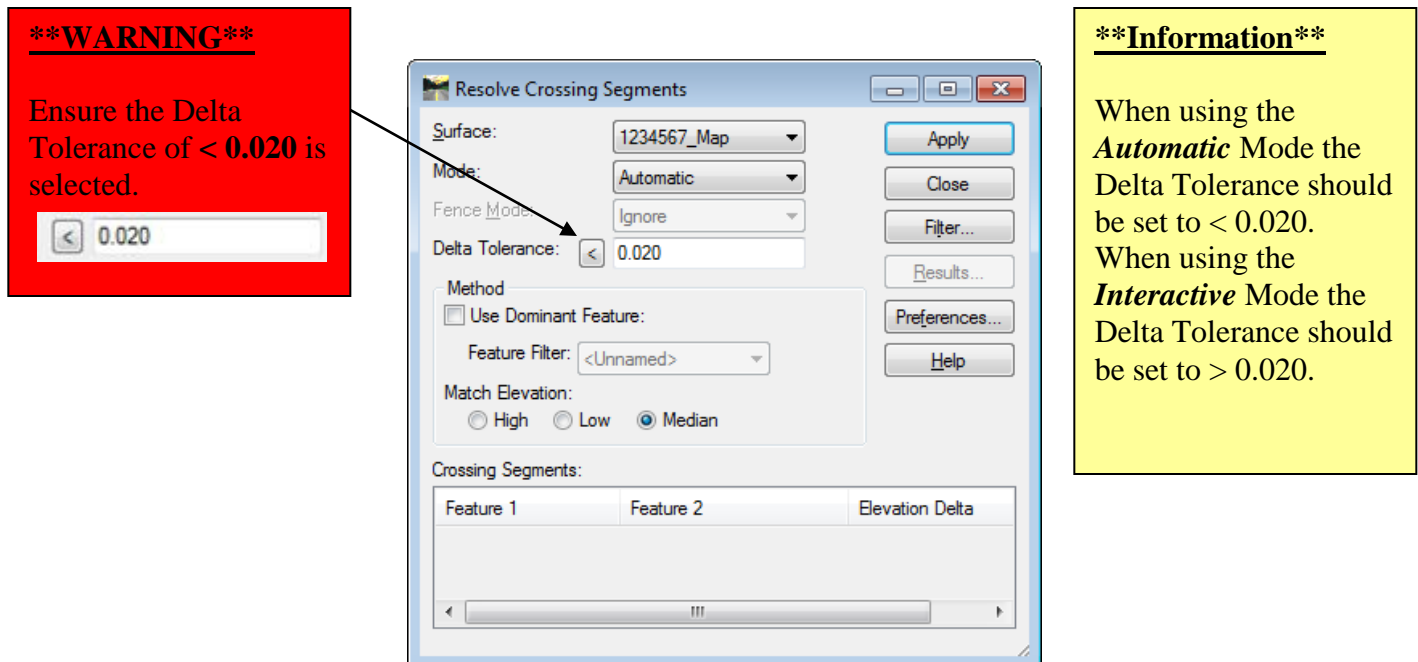 **WARNING**
Ensure the Delta
Tolerance of < 0.020 is
selected.
< 0.020
Resolve Crossing Segments
Surface: 1234567_Map Apply
Mode: Automatic Close
Fence Mode: Ignore Filter...
Delta Tolerance: < 0.020 Results...
Method
Use Dominant Feature: Preferences...
Feature Filter: <Unnamed> Help
Match Elevation:
High Low Median
Crossing Segments:
Feature 1 Feature 2 Elevation Delta
**Information**
When using the
Automatic Mode the
Delta Tolerance should
be set to < 0.020.
When using the
Interactive Mode the
Delta Tolerance should
be set to > 0.020.